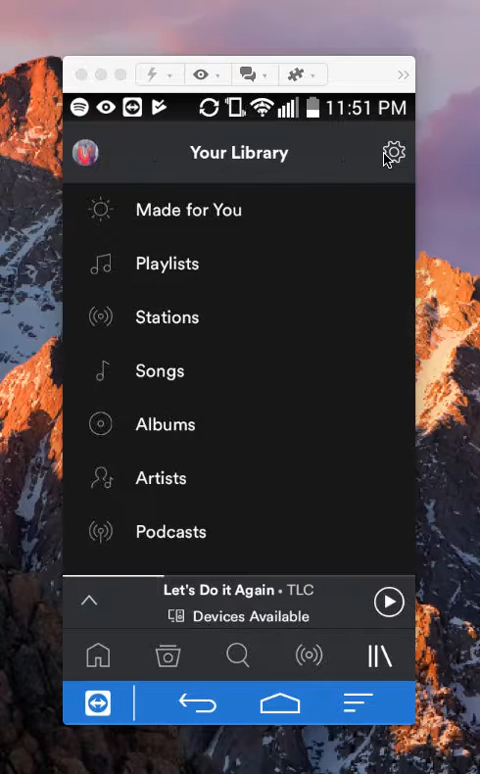 11:51 PM
Your Library
Made for You
Playlists
Stations
Songs
Albums
Artists
Podcasts
Let's Do it Again • TLC
Devices Available